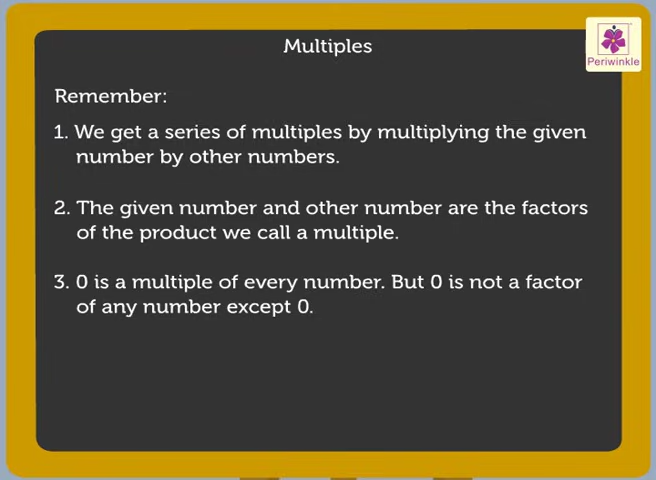 Multiples
Periwinkle
Remember:
1. We get a series of multiples by multiplying the given
number by other numbers.
2. The given number and other number are the factors
of the product we call a multiple.
3. 0 is a multiple of every number. But 0 is not a factor
of any number except 0.